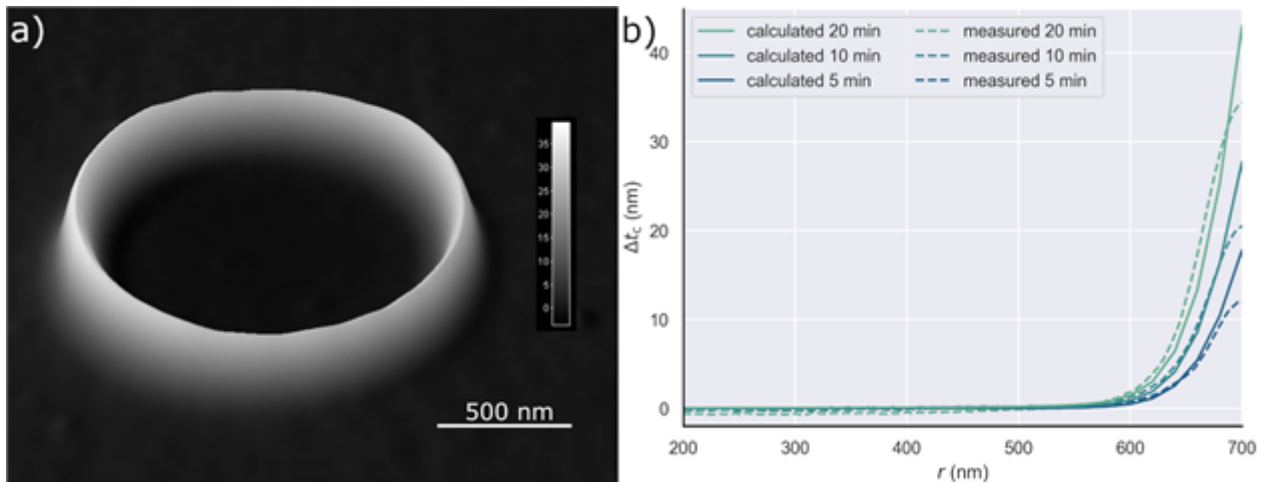 a)
35
30
25
20
15
10
5
0
500 nm
b)
calculated 20 min
calculated 10 min
calculated 5 min
measured 20 min
measured 10 min
measured 5 min
40
30
20
10
0
Δtc (nm)
200 300 400 500 600 700
r (nm)